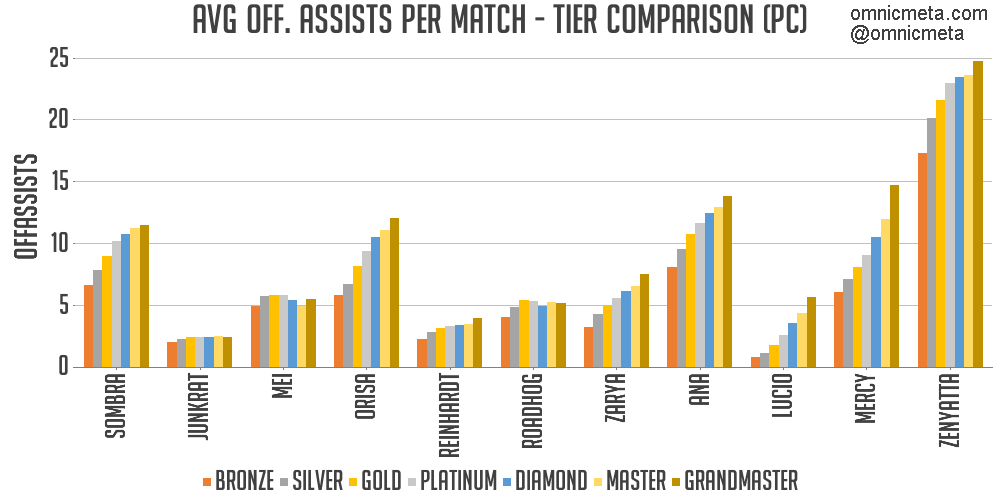 AVG OFF. ASSISTS PER MATCH - TIER COMPARISON (PC)
omnicmeta.com
@omnicmeta
25
20
15
10
5
0
OFFASSISTS
SOMBRA
JUNKRAT
MEI
ORISA
REINHARDT
ROADHOG
ZARYA
ANA
LUCIO
MERCY
ZENYATTA
BRONZE SILVER GOLD PLATINUM DIAMOND MASTER GRANDMASTER